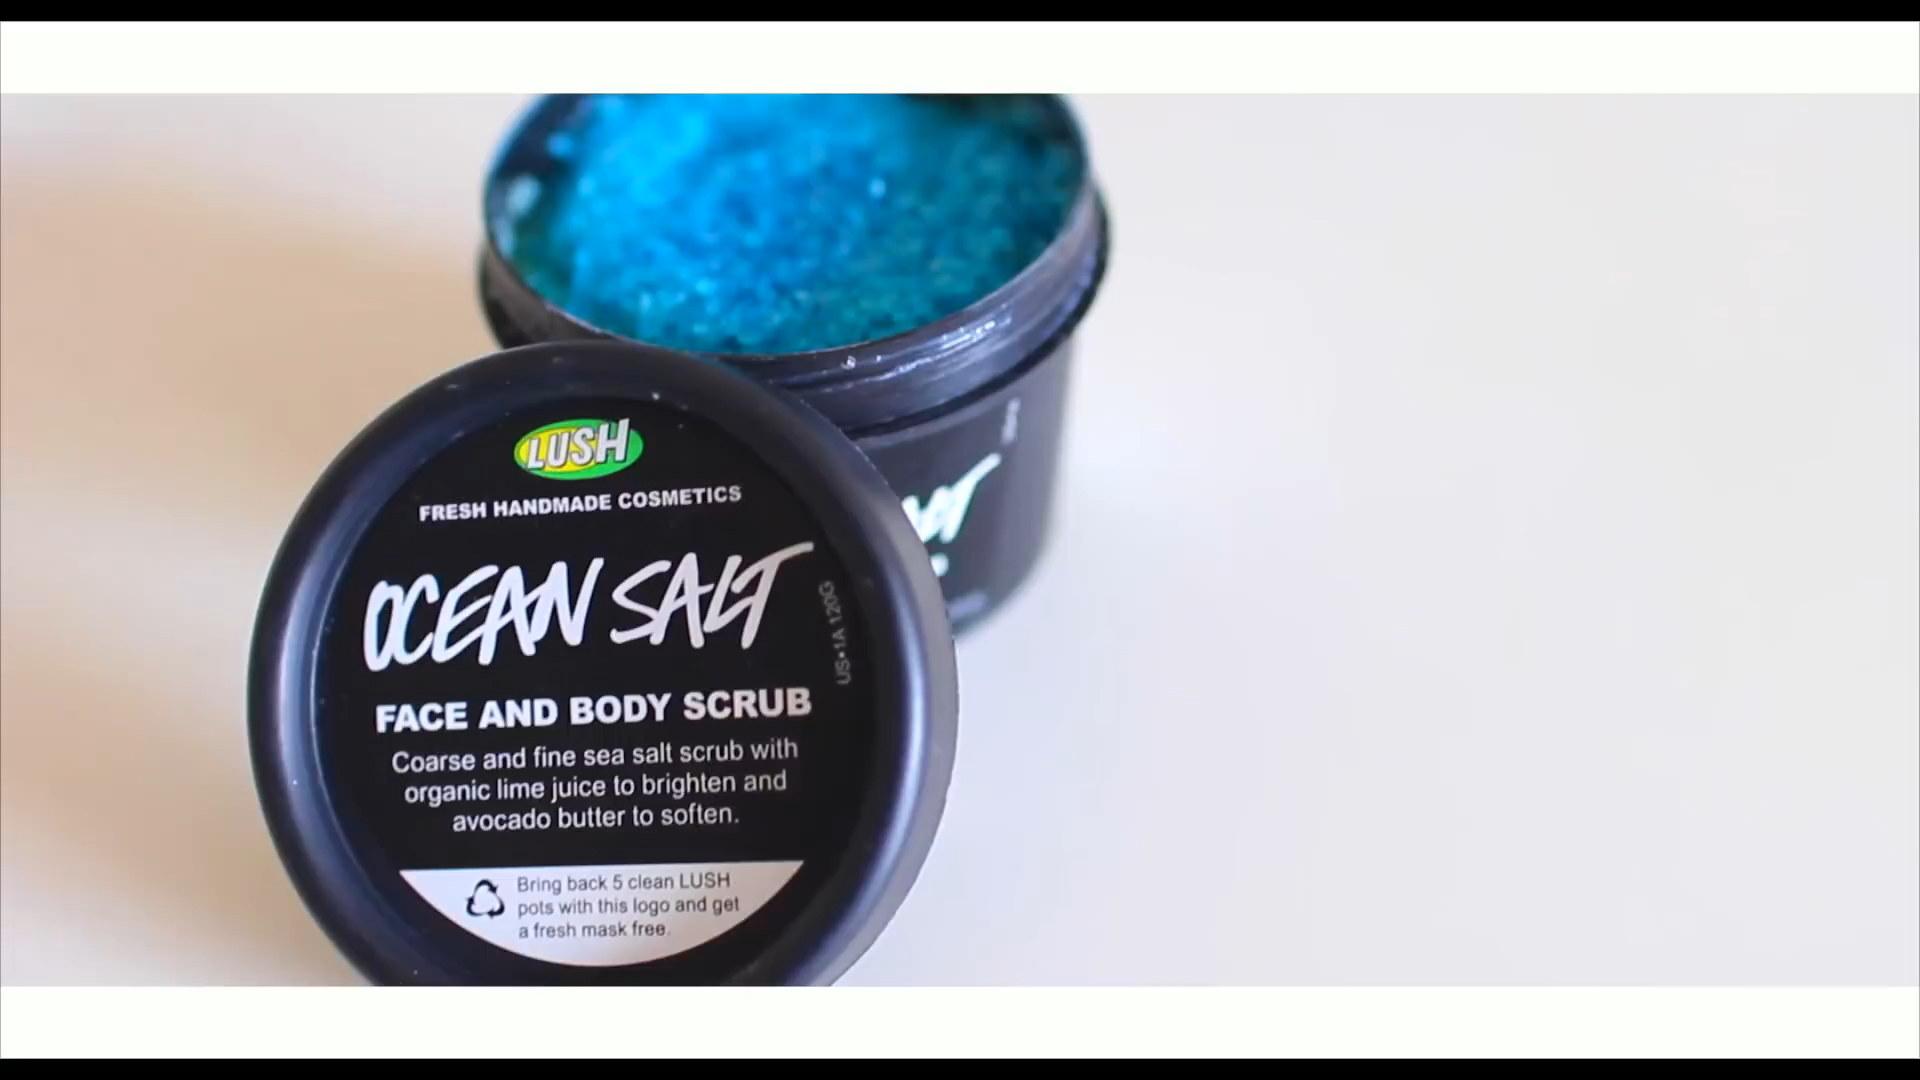 LUSH
FRESH HANDMADE COSMETICS
OCEAN SALT
US•1A 120G
FACE AND BODY SCRUB
Coarse and fine sea salt scrub with
organic lime juice to brighten and
avocado butter to soften.
Bring back 5 clean LUSH
pots with this logo and get
a fresh mask free.